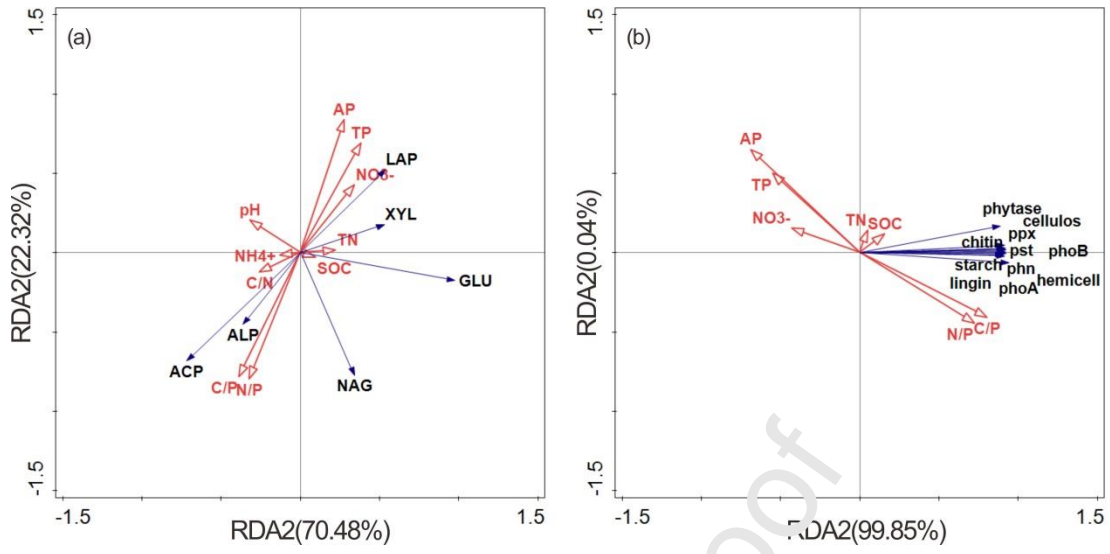 1.5
(a)
AP
TP
LAP
NO3-
XYL
pH
TN
NH4+
SOC
C/N
GLU
ALP
ACP
C/P
N/P
NAG
RDA2(22.32%)
-1.5
-1.5
RDA2(70.48%)
1.5
1.5
(b)
AP
TP
NO3-
TN
SOC
phytase
cellulos
ppx
chitin
pst
phoB
starch
phn
hemicell
lingin
phoA
N/P
C/P
RDA2(0.04%)
-1.5
-1.5
RDA2(99.85%)
1.5
oof